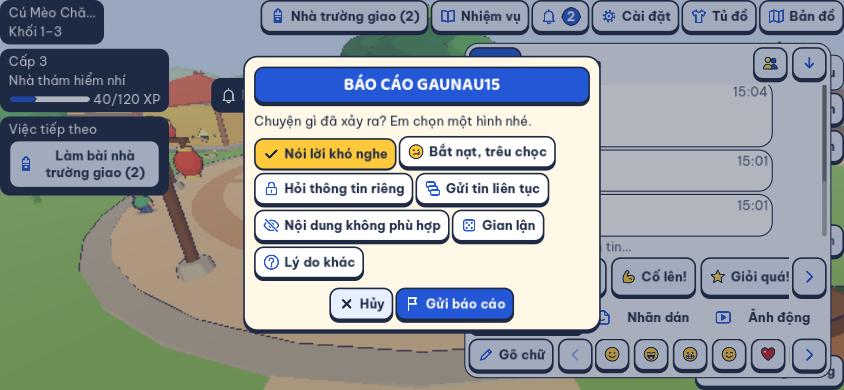 Cú Mèo Chă...
Khối 1–3
Nhà trường giao (2)
Nhiệm vụ
2
Cài đặt
Tủ đồ
Bản đồ
Cấp 3
Nhà thám hiểm nhí
40/120 XP
Việc tiếp theo
Làm bài nhà
trường giao (2)
BÁO CÁO GAUNAU15
Chuyện gì đã xảy ra? Em chọn một hình nhé.
Nói lời khó nghe
Bắt nạt, trêu chọc
Hỏi thông tin riêng
Gửi tin liên tục
Nội dung không phù hợp
Gian lận
Lý do khác
Hủy
Gửi báo cáo
15:04
15:01
15:01
tin...
Cố lên!
Giỏi quá!
Nhãn dán
Ảnh động
Gõ chữ